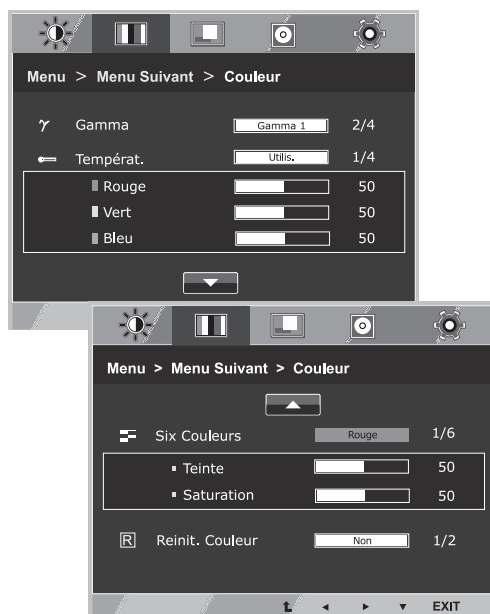 Menu > Menu Suivant > Couleur
γ Gamma Gamma 1 2/4
Températ. Utilis. 1/4
Rouge 50
Vert 50
Bleu 50
Menu > Menu Suivant > Couleur
Six Couleurs Rouge 1/6
Teinte 50
Saturation 50
R Reinit. Couleur Non 1/2
EXIT